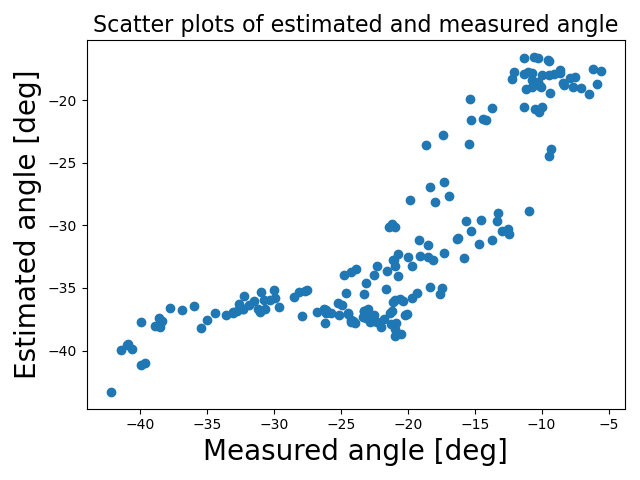 Scatter plots of estimated and measured angle
Estimated angle [deg]
−20
−25
−30
−35
−40
−40 −35 −30 −25 −20 −15 −10 −5
Measured angle [deg]